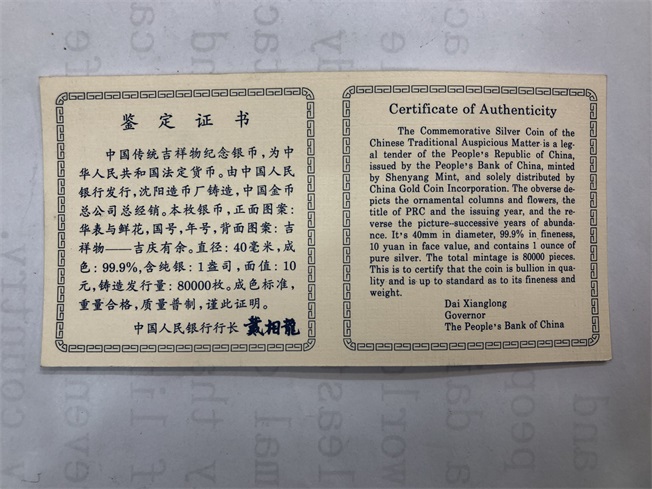 鉴定证书
中国传统吉祥物纪念银币，为中
华人民共和国法定货币。由中国人民
银行发行，沈阳造币厂铸造，中国金币
总公司总经销。本枚银币，正面图案：
华表与鲜花，国号，年号，背面图案：吉
祥物——吉庆有余。直径：40毫米，成
色：99.9%，含纯银：1盎司，面值：10
元，铸造发行量：80000枚。成色标准，
重量合格，质量普制，谨此证明。
中国人民银行行长 戴相龍
Certificate of Authenticity
The Commemorative Silver Coin of the
Chinese Traditional Auspicious Matter is a leg-
al tender of the People's Republic of China,
issued by the People's Bank of China, minted
by Shenyang Mint, and solely distributed by
China Gold Coin Incorporation. The obverse de-
picts the ornamental columns and flowers, the
title of PRC and the issuing year, and the re-
verse the picture-successive years of abunda-
nce. It's 40mm in diameter, 99.9% in fineness,
10 yuan in face value, and contains 1 ounce of
pure silver. The total mintage is 80000 pieces.
This is to certify that the coin is bullion in qua-
lity and is up to standard as to its fineness and
weight.
Dai Xianglong
Governor
The People's Bank of China